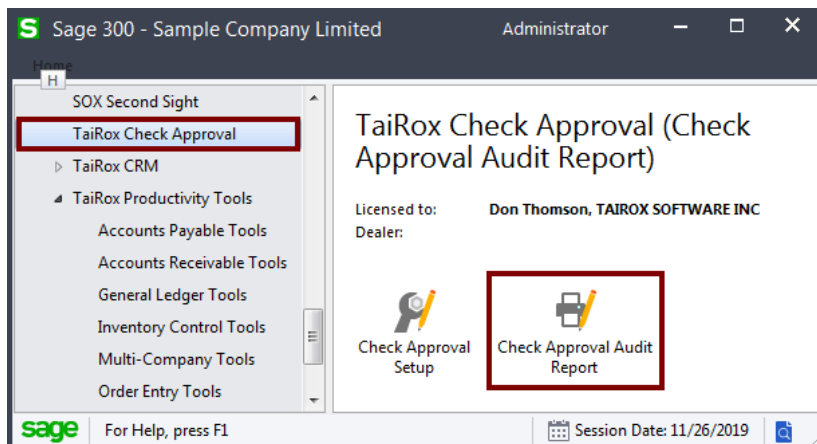 S Sage 300 - Sample Company Limited Administrator
Home
H
SOX Second Sight
TaiRox Check Approval
TaiRox CRM
TaiRox Productivity Tools
Accounts Payable Tools
Accounts Receivable Tools
General Ledger Tools
Inventory Control Tools
Multi-Company Tools
Order Entry Tools
TaiRox Check Approval (Check
Approval Audit Report)
Licensed to: Don Thomson, TAIROX SOFTWARE INC
Dealer:
Check Approval
Setup
Check Approval Audit
Report
sage For Help, press F1 Session Date: 11/26/2019